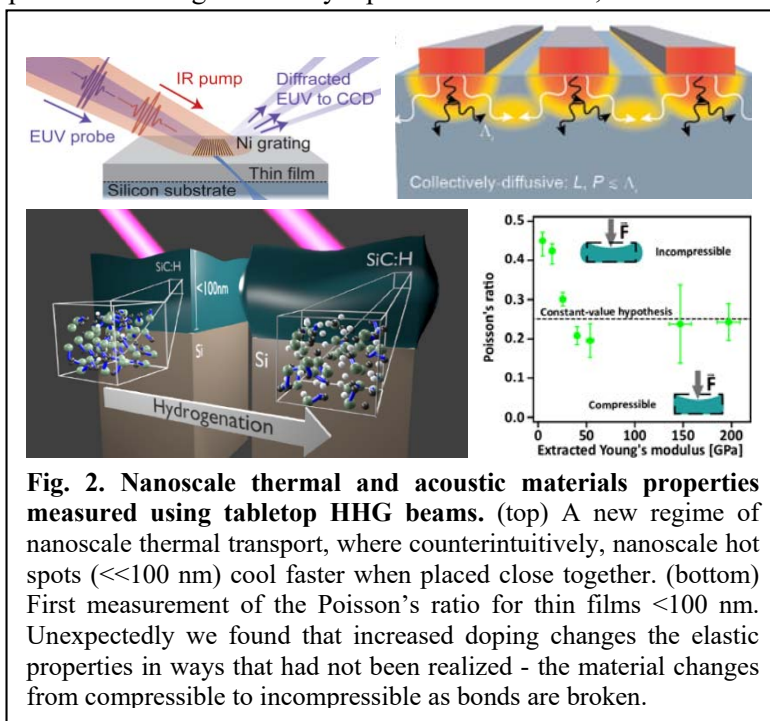 IR pump
Diffracted
EUV to CCD
EUV probe
Ni grating
Thin film
Silicon substrate
Λ
Collectively-diffusive: L, P ⩽ Λ
SiC:H
<100nm
Si
SiC:H
Si
Hydrogenation
0.5
0.4
0.3
0.2
0.1
0.0
Poisson's ratio
F̄
Incompressible
Constant-value hypothesis
F̄
Compressible
0 50 100 150 200
Extracted Young's modulus [GPa]
Fig. 2. Nanoscale thermal and acoustic materials properties
measured using tabletop HHG beams. (top) A new regime of
nanoscale thermal transport, where counterintuitively, nanoscale hot
spots (<<100 nm) cool faster when placed close together. (bottom)
First measurement of the Poisson's ratio for thin films <100 nm.
Unexpectedly we found that increased doping changes the elastic
properties in ways that had not been realized - the material changes
from compressible to incompressible as bonds are broken.